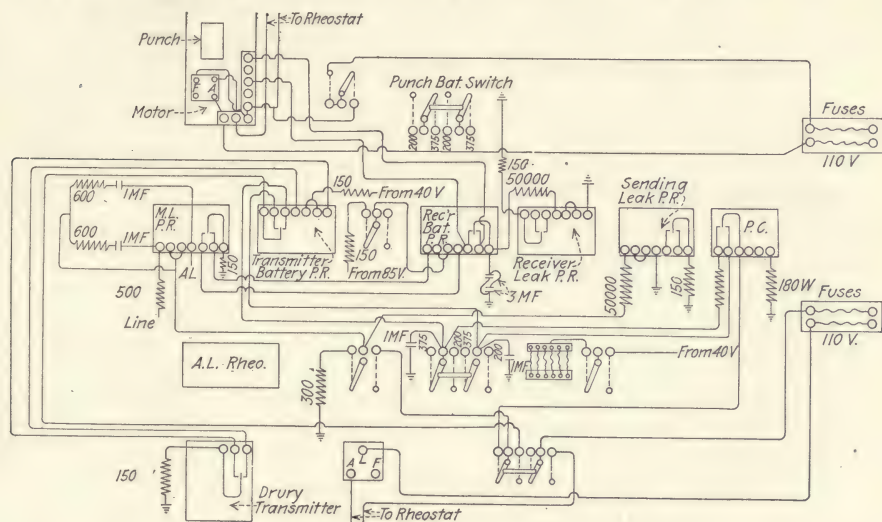 To Rheostat
Punch
Punch Bat. Switch
F A
Motor
200
375
200
375
Fuses
110 V
150
50000
150
From 40 V
600
1MF
600
1MF
M.L.
P.R.
150
AL
500
Line
Transmitter
Battery P.R.
150
From 85V.
Rec'r
Bat.
P.R.
3 MF
Receiver
Leak P.R.
Sending
Leak P.R.
50000
150
P.C.
180W
Fuses
110 V.
A.L. Rheo.
300
1MF
375
200
375
200
1MF
From 40 V
150
Drury
Transmitter
A L F
To Rheostat